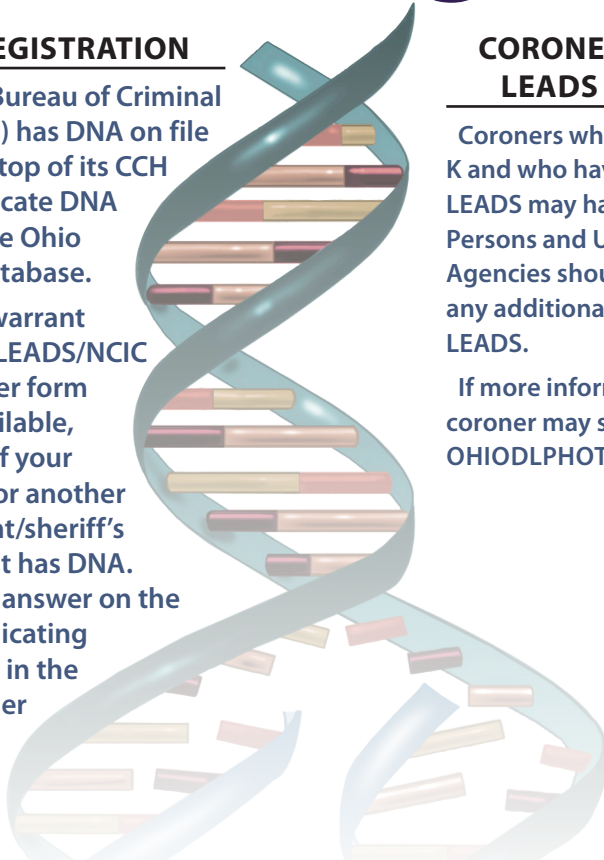 EGISTRATION
Bureau of Criminal
) has DNA on file
top of its CCH
icate DNA
e Ohio
tabase.
warrant
LEADS/NCIC
er form
ilable,
f your
or another
nt/sheriff's
t has DNA.
answer on the
icating
in the
er
CORONE
LEADS
Coroners wh
K and who hav
LEADS may ha
Persons and U
Agencies shou
any additiona
LEADS.
If more inforr
coroner may s
OHIODLPHOT